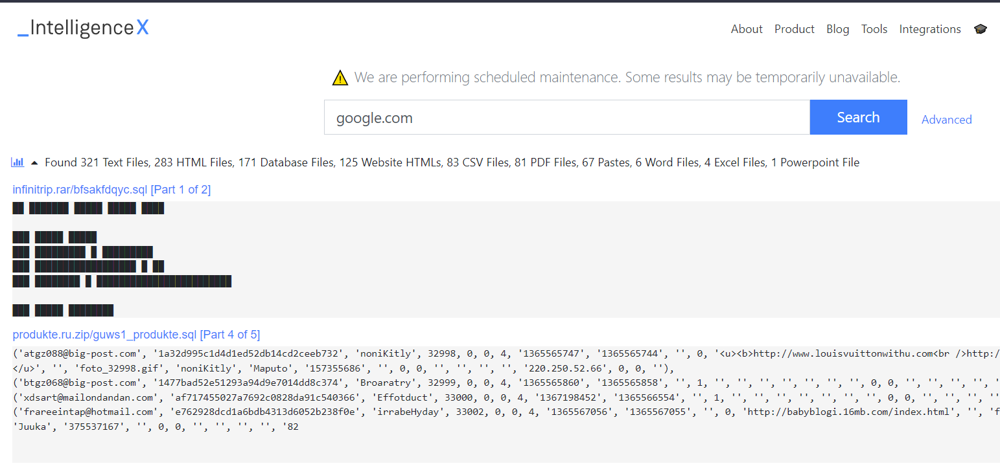 _IntelligenceX
About Product Blog Tools Integrations
We are performing scheduled maintenance. Some results may be temporarily unavailable.
google.com
Search
Advanced
Found 321 Text Files, 283 HTML Files, 171 Database Files, 125 Website HTMLs, 83 CSV Files, 81 PDF Files, 67 Pastes, 6 Word Files, 4 Excel Files, 1 Powerpoint File
infinitrip.rar/bfsakfdqyc.sql [Part 1 of 2]
produkte.ru.zip/guws1_produkte.sql [Part 4 of 5]
('atgz088@big-post.com', '1a32d995c1d4d1ed52db14cd2ceeb732', 'noniKitly', 32998, 0, 0, 4, '1365565747', '1365565744', '', 0, '<u><b>http://www.louisvuittonwithu.com<br />http:/
</u>', '', 'foto_32998.gif', 'noniKitly', 'Maputo', '157355686', '', 0, 0, '', '', '', '', '220.250.52.66', 0, 0, ''),
('btgz068@big-post.com', '1477bad52e51293a94d9e7014dd8c374', 'Broaratry', 32999, 0, 0, 4, '1365565860', '1365565858', '', 1, '', '', '', '', '', '', '', 0, 0, '', '', '', '', '
('xdsart@mailondandan.com', 'af717455027a7692c0828da91c540366', 'Effotduct', 33000, 0, 0, 4, '1367198452', '1365566554', '', 1, '', '', '', '', '', '', '', 0, 0, '', '', '', ''
('frareeintap@hotmail.com', 'e762928dcd1a6bdb4313d6052b238f0e', 'irrabeHyday', 33002, 0, 0, 4, '1365567056', '1365567055', '', 0, 'http://babyblogi.16mb.com/index.html', '', 'f
'Juuka', '375537167', '', 0, 0, '', '', '', '', '82